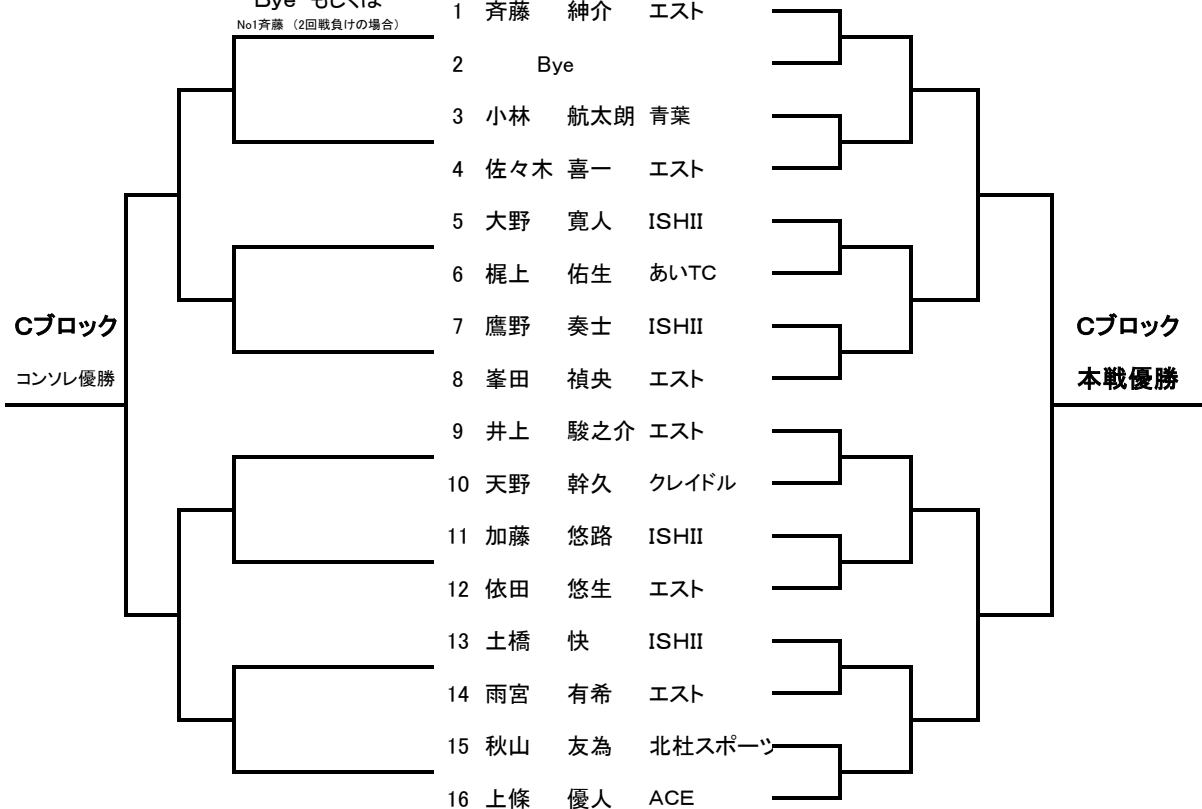 Bye もしくは
No1斉藤 （2回戦負けの場合）
1 斉藤 紳介 エスト
2 Bye
3 小林 航太朗 青葉
4 佐々木 喜一 エスト
5 大野 寛人 ISHII
6 梶上 佑生 あいTC
7 鷹野 奏士 ISHII
8 峯田 禎央 エスト
9 井上 駿之介 エスト
10 天野 幹久 クレイドル
11 加藤 悠路 ISHII
12 依田 悠生 エスト
13 土橋 快 ISHII
14 雨宮 有希 エスト
15 秋山 友為 北杜スポーツ
16 上條 優人 ACE
Cブロック
コンソレ優勝
Cブロック
本戦優勝